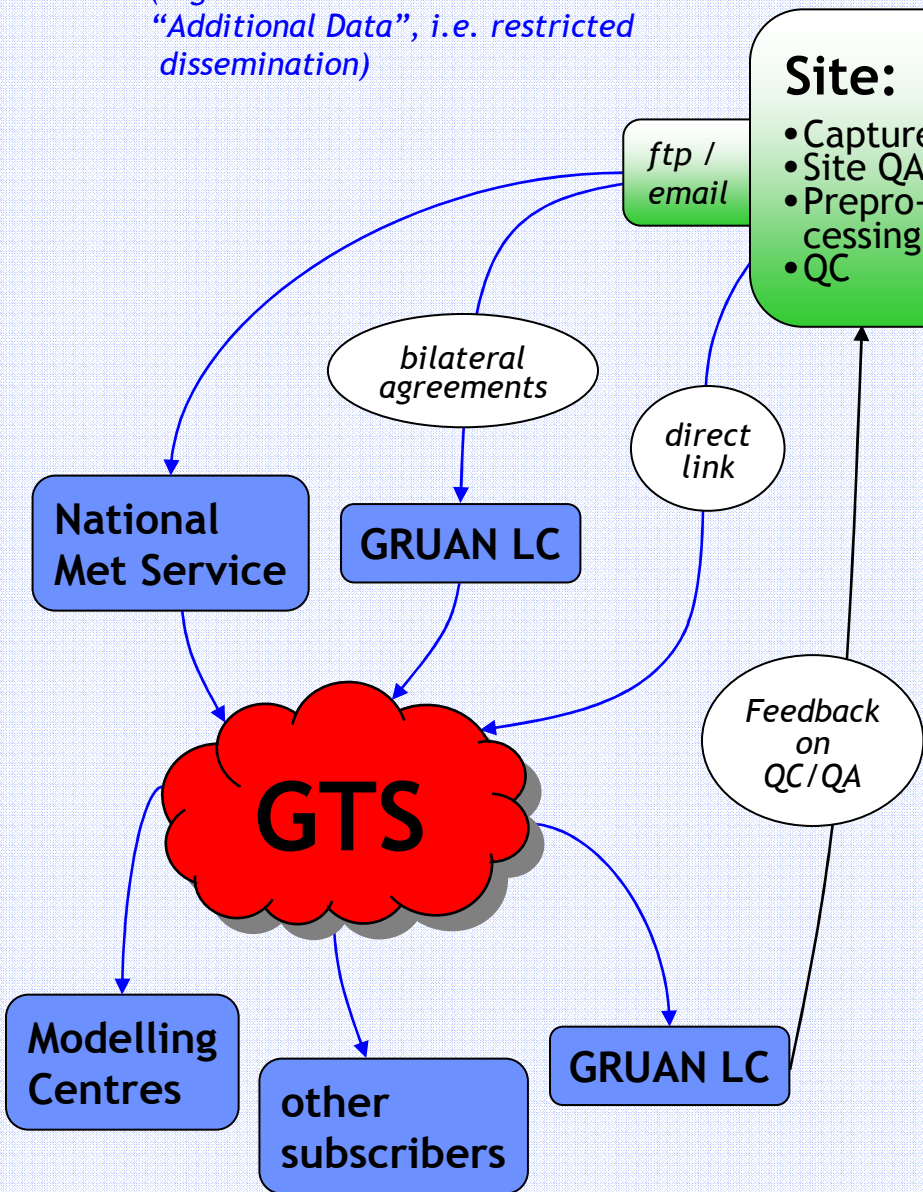 “Additional Data”, i.e. restricted
dissemination)
Site:
•Capture
•Site QA
•Prepro-
cessing
•QC
ftp /
email
bilateral
agreements
direct
link
National
Met Service
GRUAN LC
Feedback
on
QC/QA
GTS
Modelling
Centres
other
subscribers
GRUAN LC